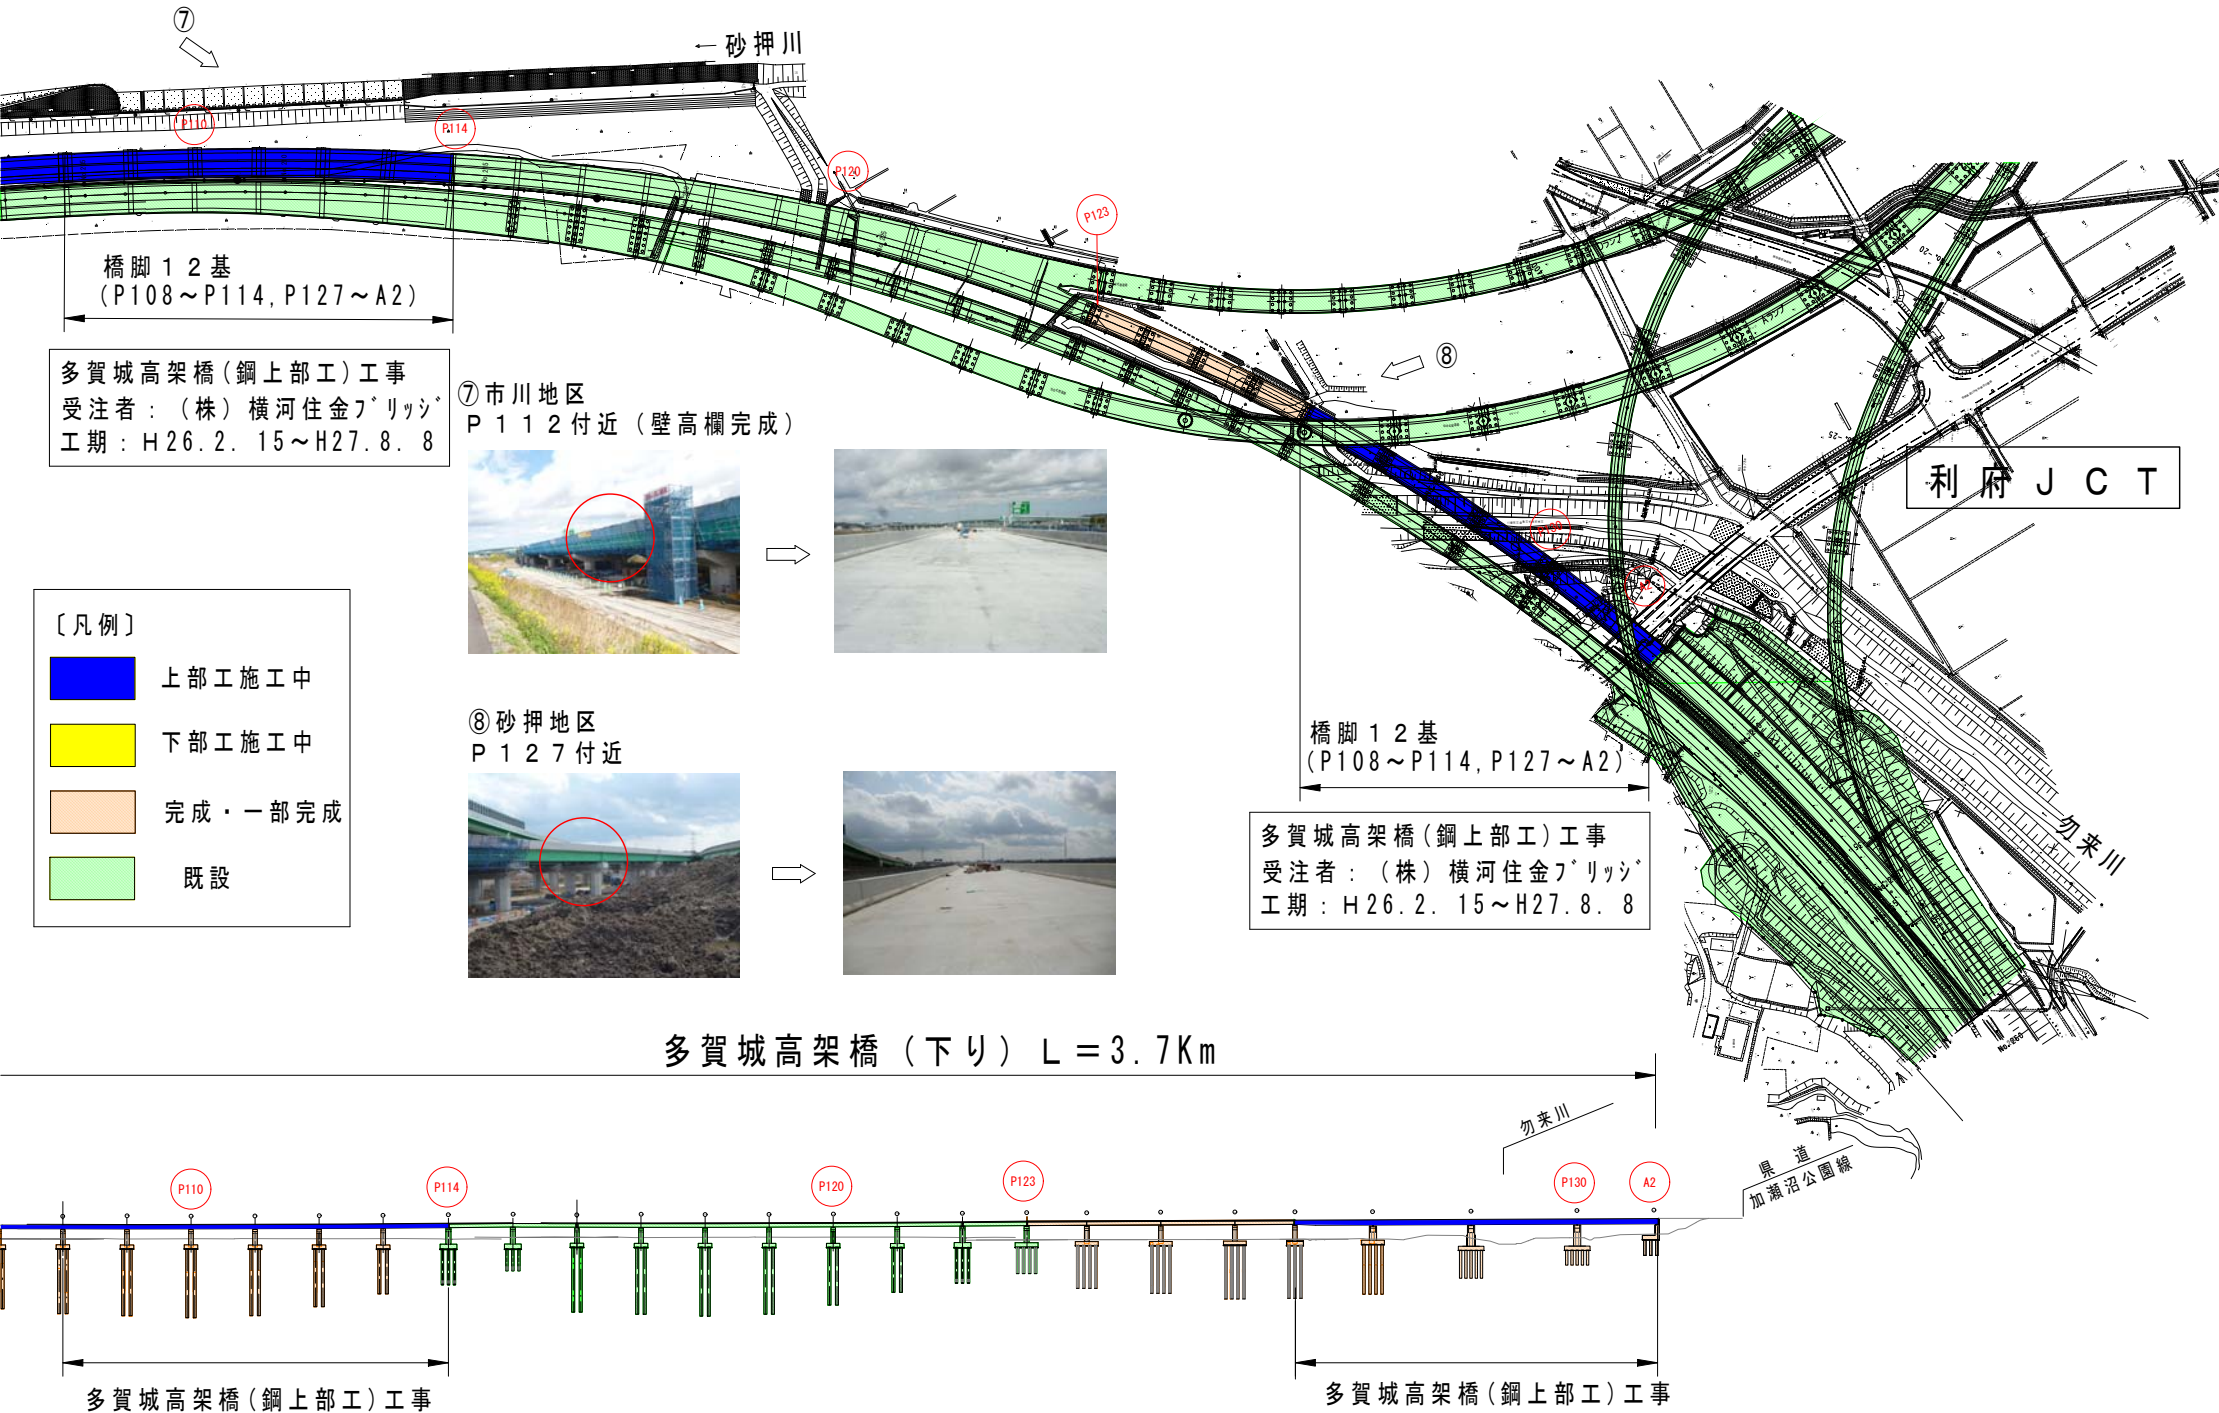 ⑦
← 砂押川
P110
P114
P120
P123
橋脚１２基
(P108～P114,P127～A2)
多賀城高架橋(鋼上部工)工事
受注者：（株）横河住金ﾌﾞﾘｯｼﾞ
工期：Ｈ26.2. 15～H27.8. 8
⑦市川地区
Ｐ１１２付近（壁高欄完成）
⑧
利府ＪＣＴ
P130
A2
〔凡例〕
上部工施工中
下部工施工中
完成・一部完成
既設
⑧砂押地区
Ｐ１２７付近
橋脚１２基
(P108～P114,P127～A2)
多賀城高架橋(鋼上部工)工事
受注者：（株）横河住金ﾌﾞﾘｯｼﾞ
工期：Ｈ26.2. 15～H27.8. 8
勿来川
多賀城高架橋（下り）Ｌ＝3.7Km
勿来川
県道
加瀬沼公園線
P110
P114
P120
P123
P130
A2
多賀城高架橋(鋼上部工)工事
多賀城高架橋(鋼上部工)工事